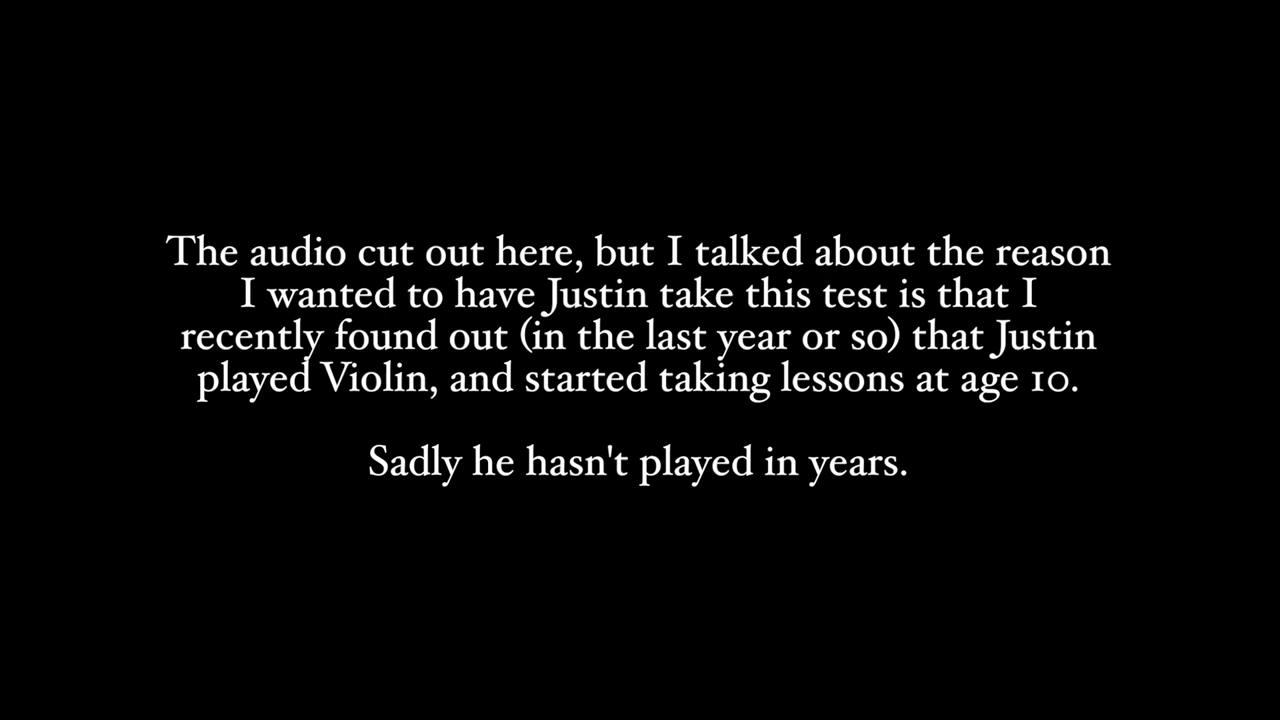 The audio cut out here, but I talked about the reason
I wanted to have Justin take this test is that I
recently found out (in the last year or so) that Justin
played Violin, and started taking lessons at age 10.
Sadly he hasn't played in years.